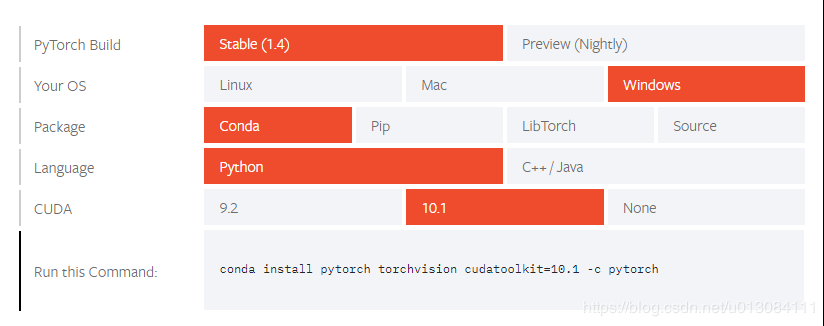 PyTorch Build Stable (1.4) Preview (Nightly)
Your OS Linux Mac Windows
Package Conda Pip LibTorch Source
Language Python C++ / Java
CUDA 9.2 10.1 None
Run this Command: conda install pytorch torchvision cudatoolkit=10.1 -c pytorch
https://blog.csdn.net/u013084111